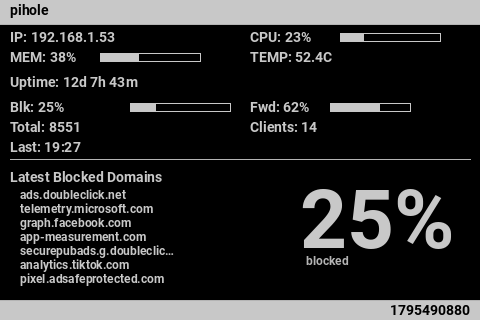 pihole
IP: 192.168.1.53 CPU: 23%
MEM: 38% TEMP: 52.4C
Uptime: 12d 7h 43m
Blk: 25% Fwd: 62%
Total: 8551 Clients: 14
Last: 19:27
Latest Blocked Domains
ads.doubleclick.net
telemetry.microsoft.com
graph.facebook.com
app-measurement.com
securepubads.g.doubleclic…
analytics.tiktok.com
pixel.adsafeprotected.com
25%
blocked
1795490880